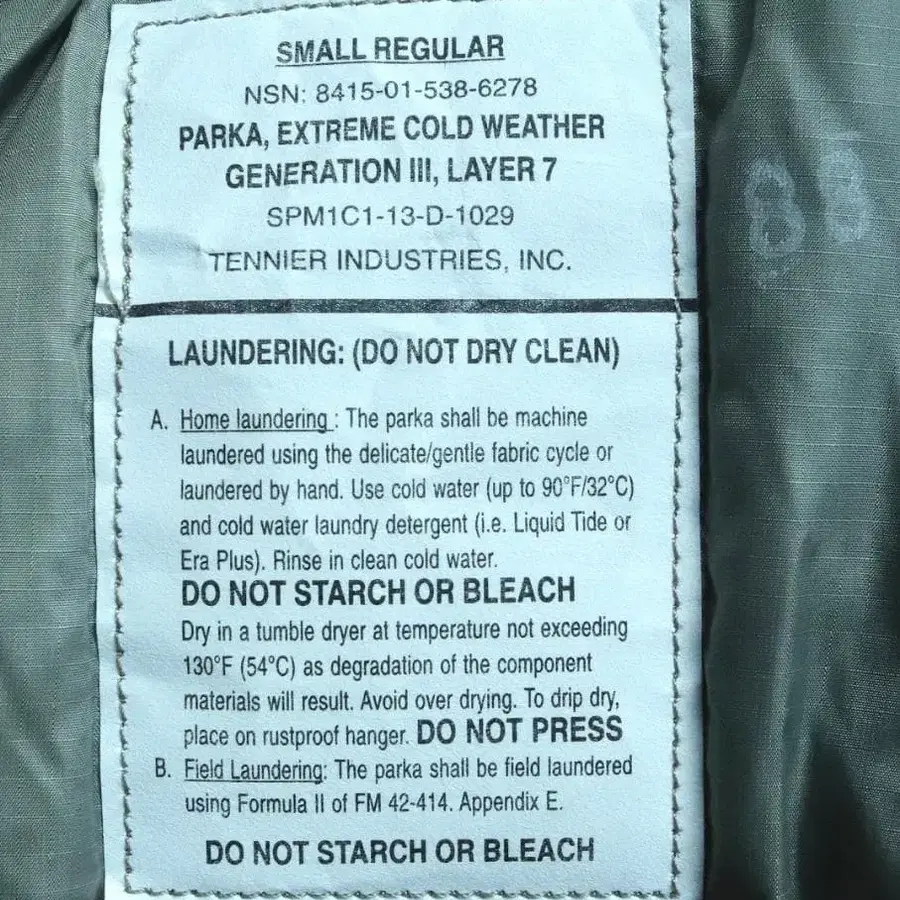 SMALL REGULAR
NSN: 8415-01-538-6278
PARKA, EXTREME COLD WEATHER
GENERATION III, LAYER 7
SPM1C1-13-D-1029
TENNIER INDUSTRIES, INC.
LAUNDERING: (DO NOT DRY CLEAN)
A. Home laundering : The parka shall be machine
laundered using the delicate/gentle fabric cycle or
laundered by hand. Use cold water (up to 90°F/32°C)
and cold water laundry detergent (i.e. Liquid Tide or
Era Plus). Rinse in clean cold water.
DO NOT STARCH OR BLEACH
Dry in a tumble dryer at temperature not exceeding
130°F (54°C) as degradation of the component
materials will result. Avoid over drying. To drip dry,
place on rustproof hanger. DO NOT PRESS
B. Field Laundering: The parka shall be field laundered
using Formula II of FM 42-414. Appendix E.
DO NOT STARCH OR BLEACH